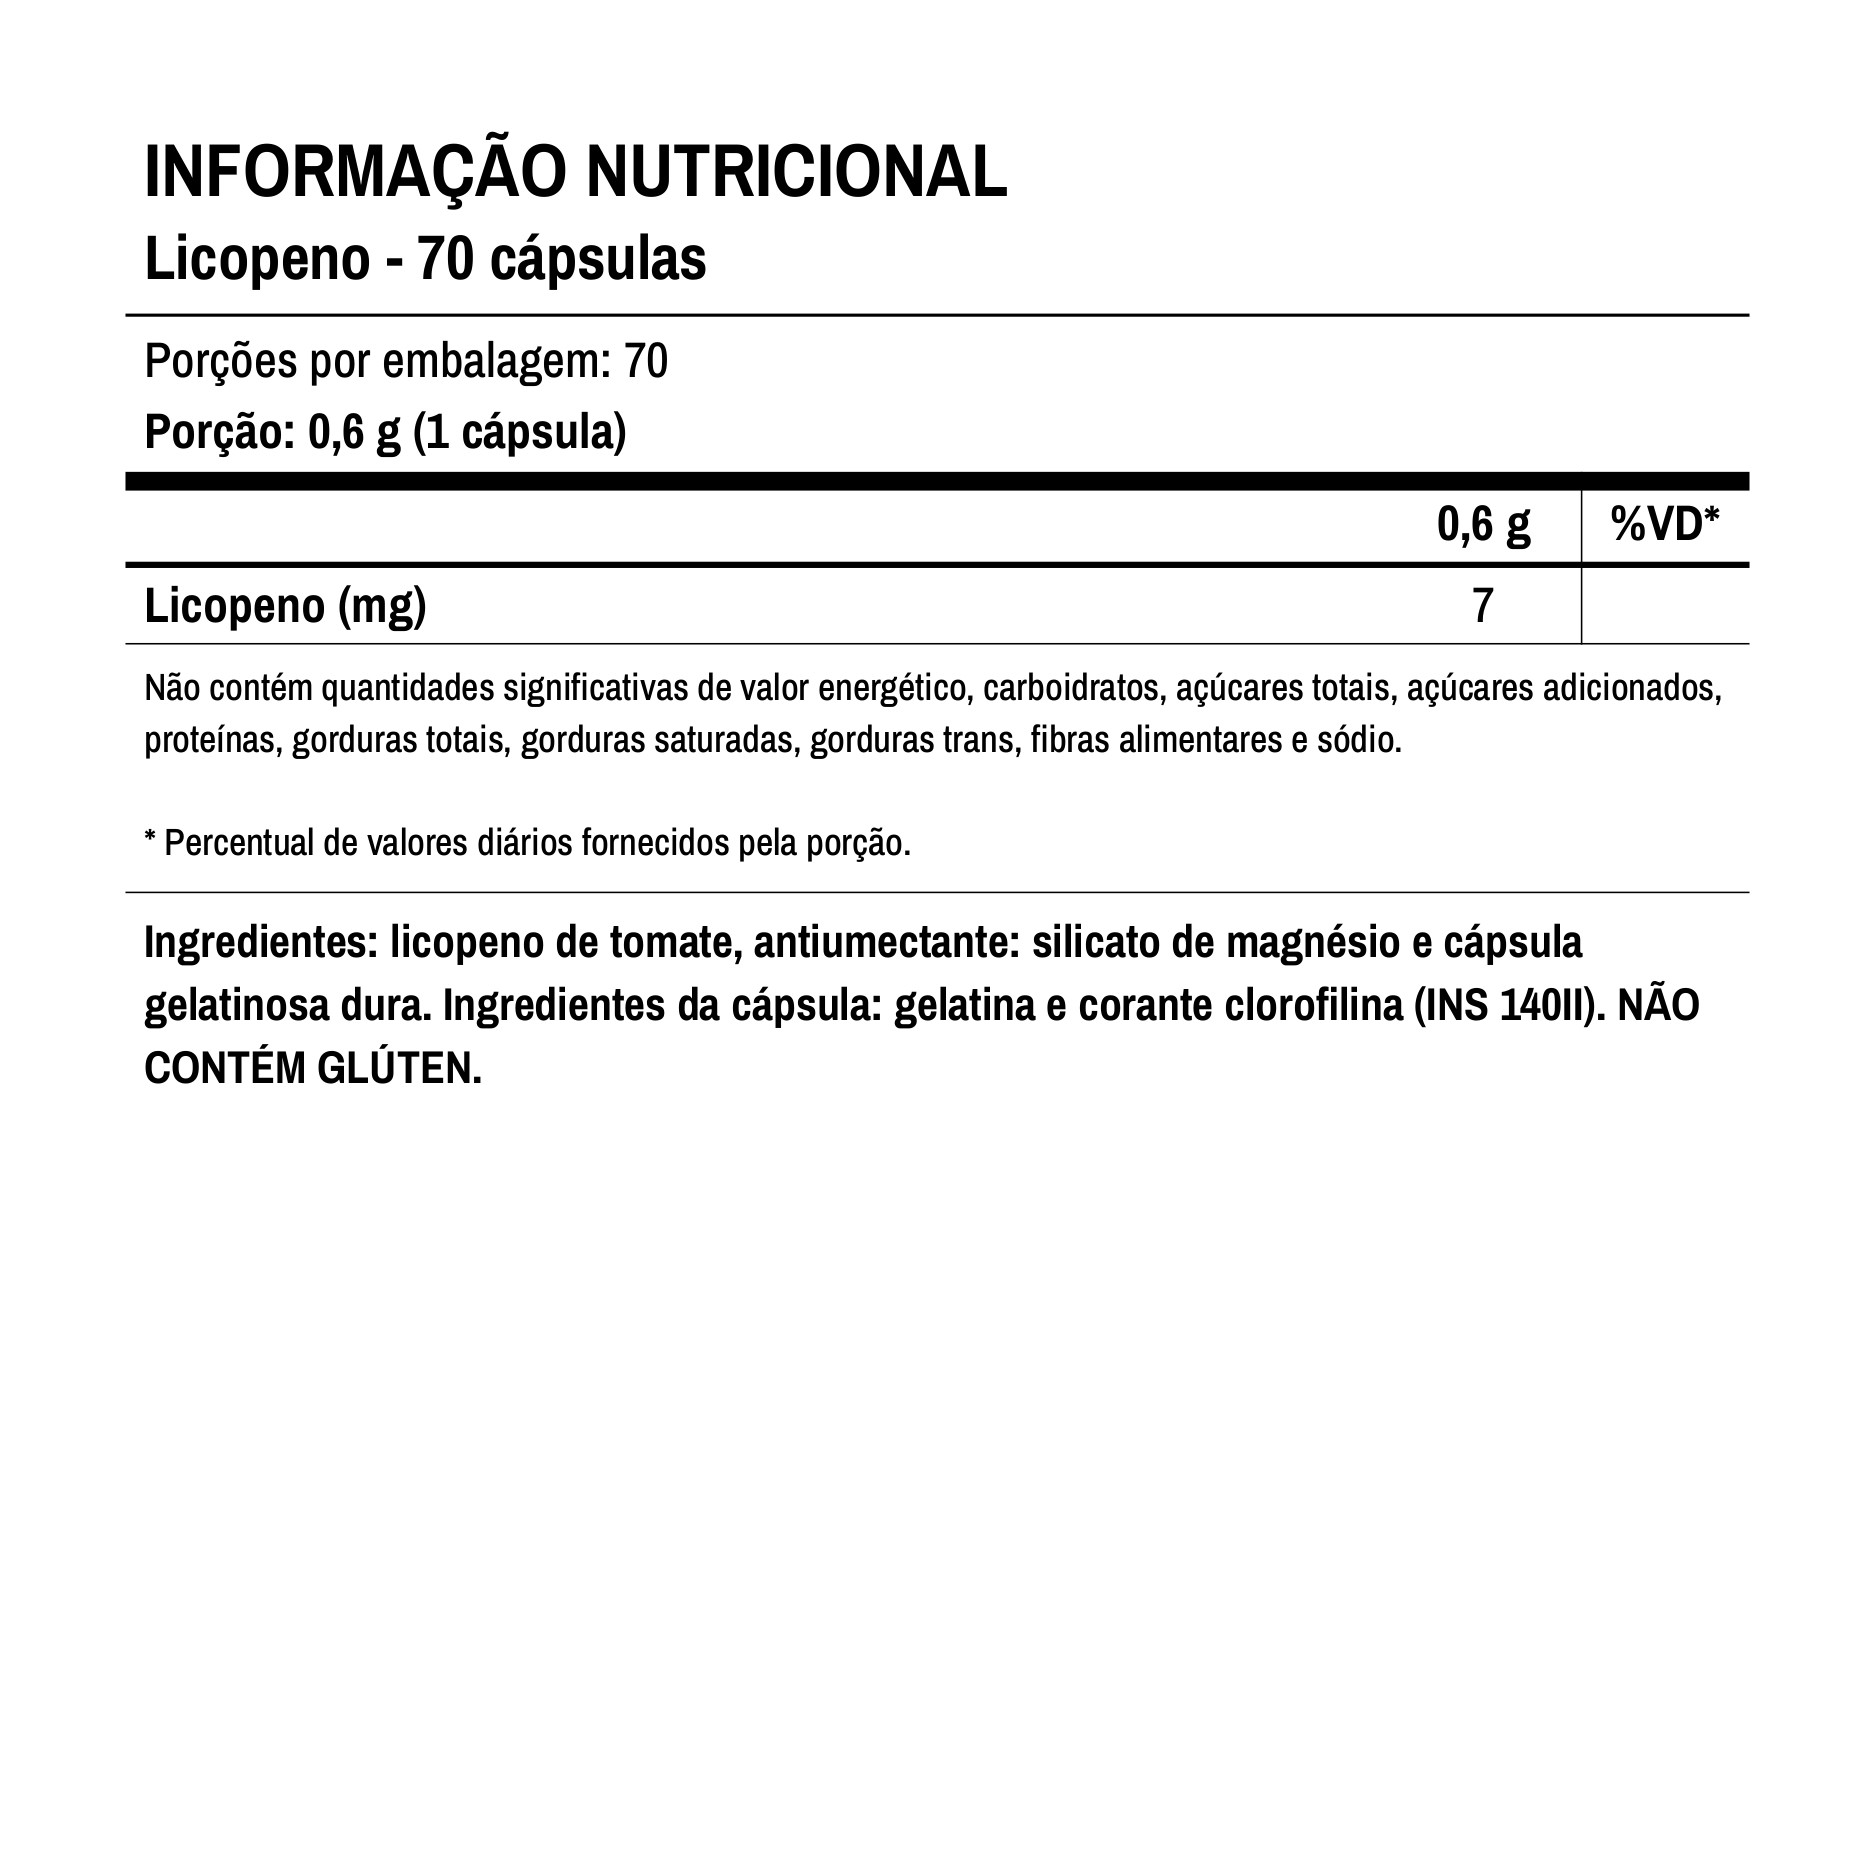 INFORMAÇÃO NUTRICIONAL
Licopeno - 70 cápsulas
Porções por embalagem: 70
Porção: 0,6 g (1 cápsula)
0,6 g %VD*
Licopeno (mg) 7
Não contém quantidades significativas de valor energético, carboidratos, açúcares totais, açúcares adicionados,
proteínas, gorduras totais, gorduras saturadas, gorduras trans, fibras alimentares e sódio.
* Percentual de valores diários fornecidos pela porção.
Ingredientes: licopeno de tomate, antiumectante: silicato de magnésio e cápsula
gelatinosa dura. Ingredientes da cápsula: gelatina e corante clorofilina (INS 140II). NÃO
CONTÉM GLÚTEN.